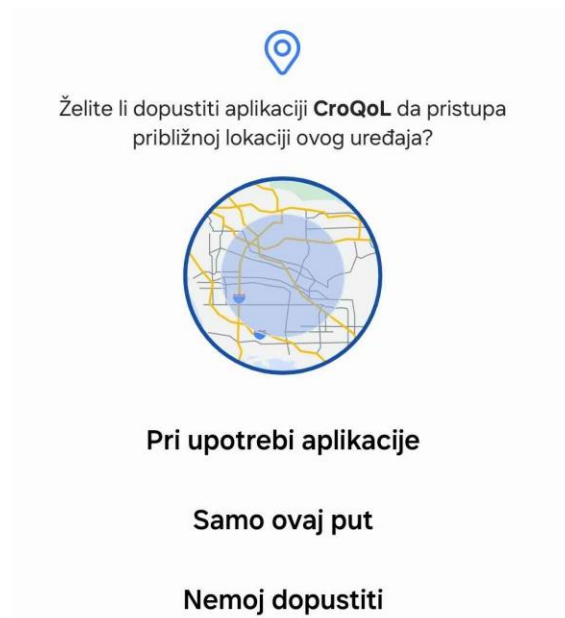 Želite li dopustiti aplikaciji CroQoL da pristupa
približnoj lokaciji ovog uređaja?
Pri upotrebi aplikacije
Samo ovaj put
Nemoj dopustiti